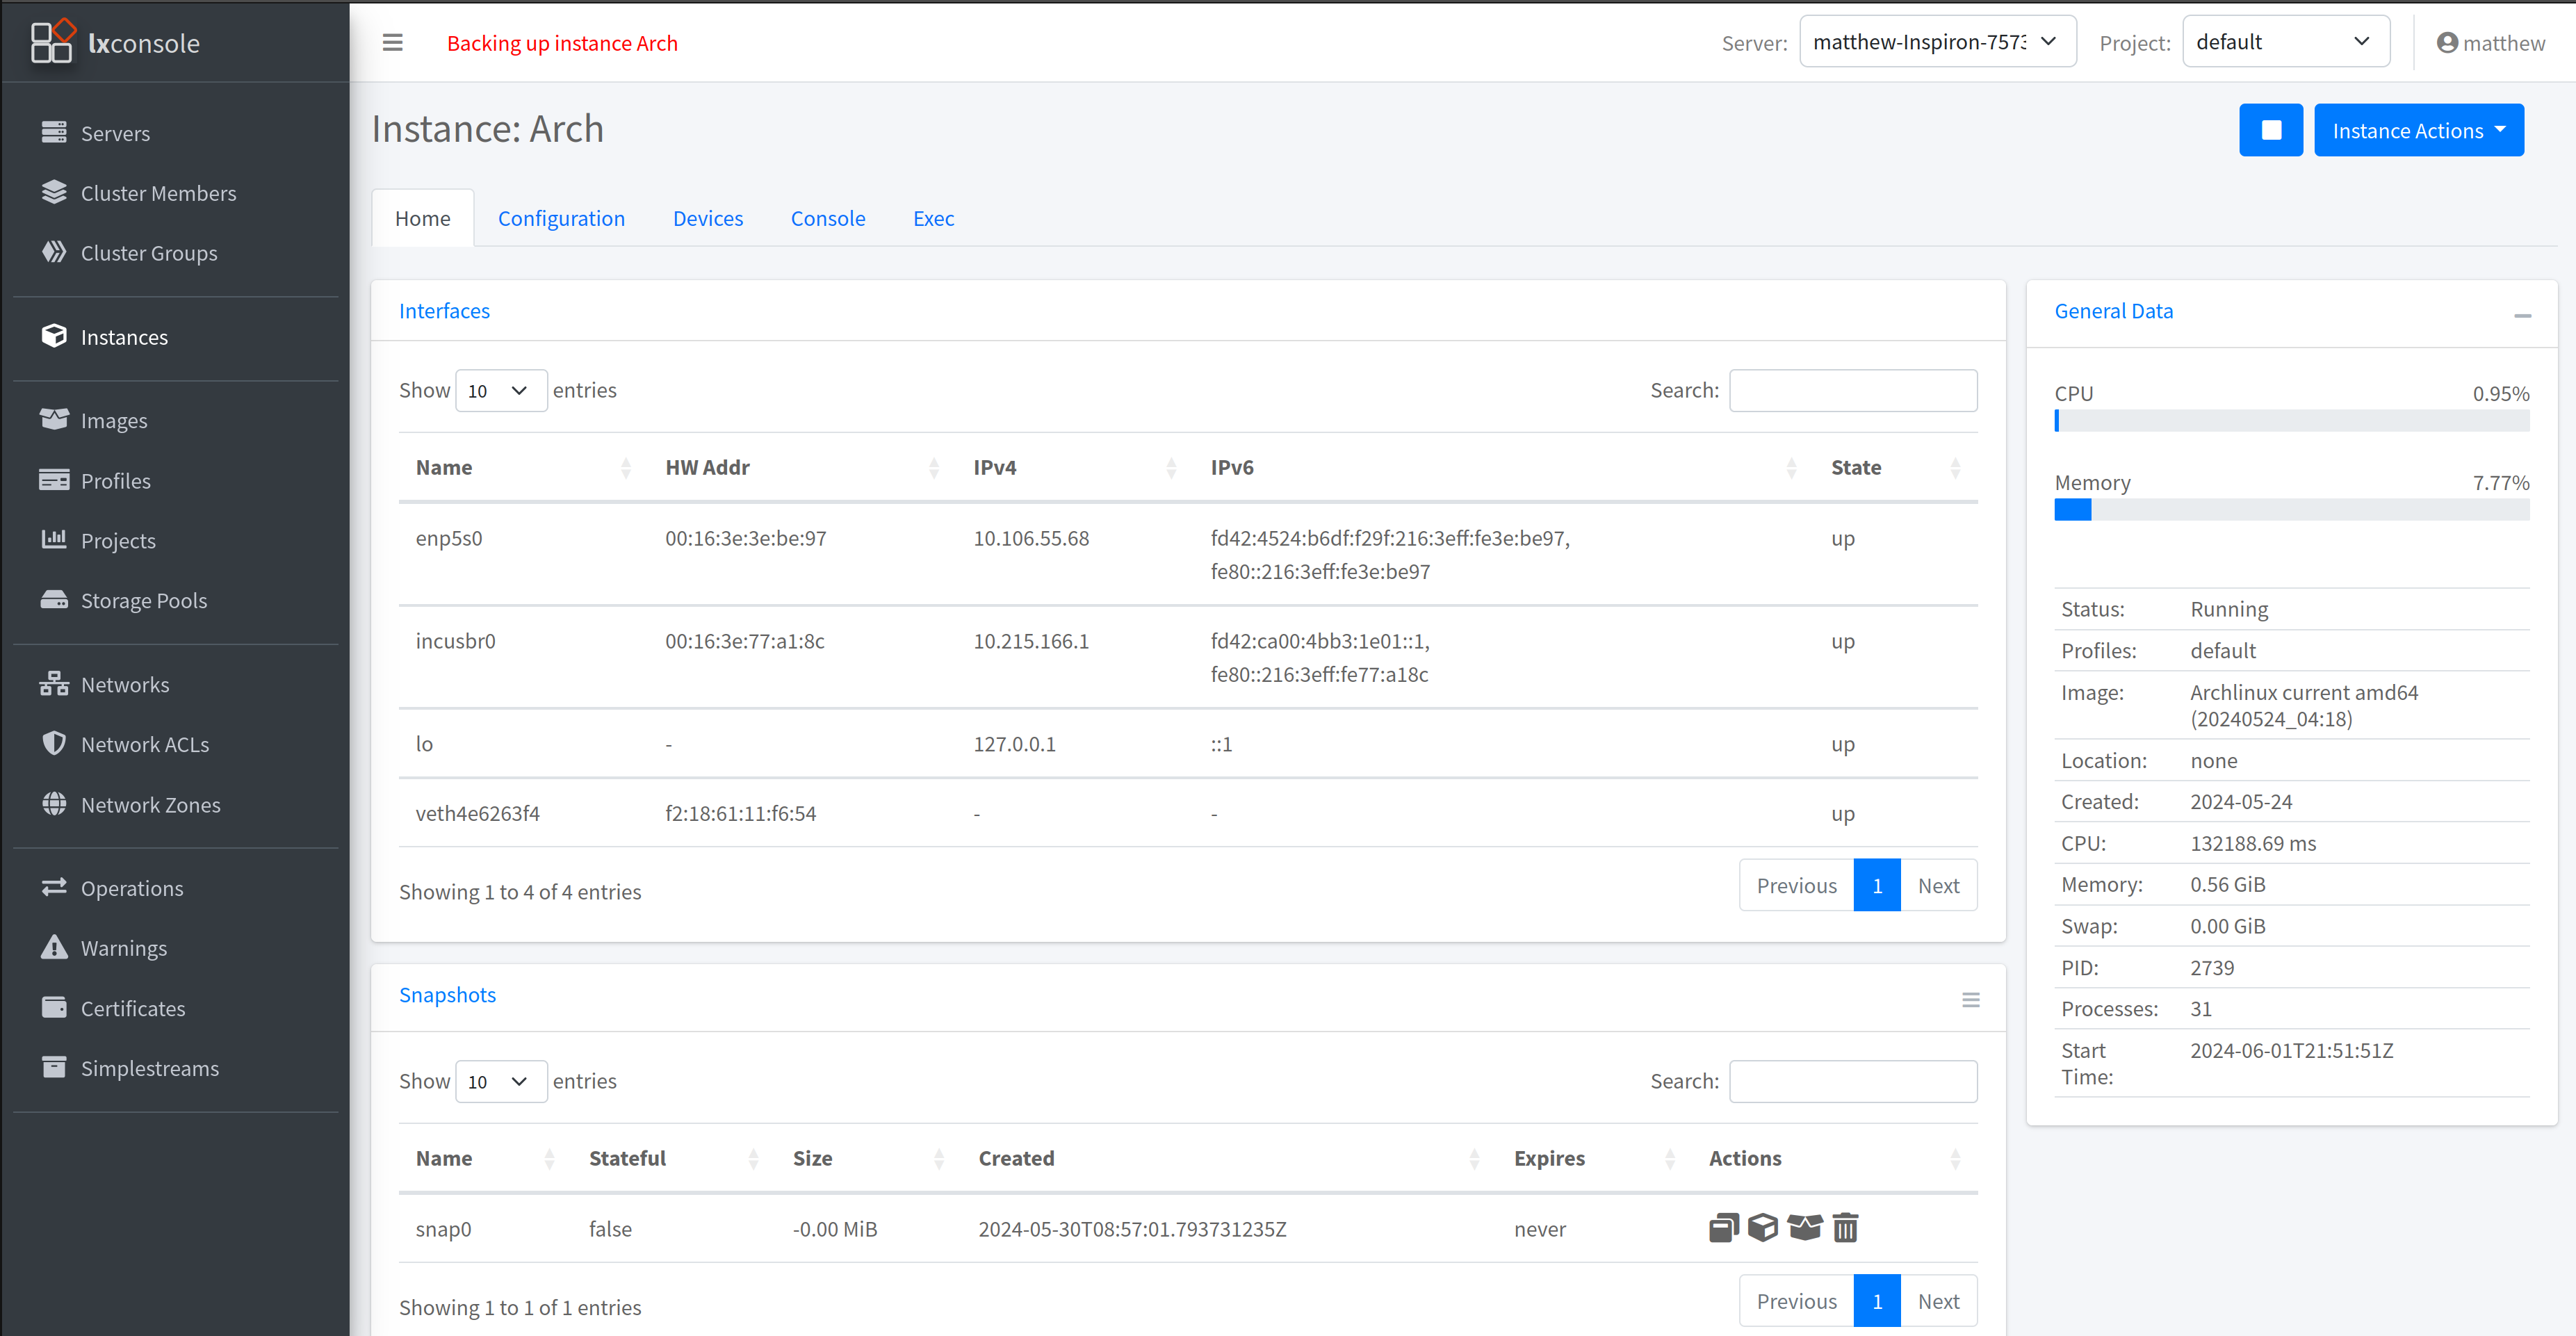 lxconsole
Backing up instance Arch
Server: matthew-Inspiron-757
Project: default
matthew
Servers
Cluster Members
Cluster Groups
Instances
Images
Profiles
Projects
Storage Pools
Networks
Network ACLs
Network Zones
Operations
Warnings
Certificates
Simplestreams
Instance: Arch
Instance Actions
Home Configuration Devices Console Exec
Interfaces
Show 10 entries
Search:
Name HW Addr IPv4 IPv6 State
enp5s0 00:16:3e:3e:be:97 10.106.55.68 fd42:4524:b6df:f29f:216:3eff:fe3e:be97, up
fe80::216:3eff:fe3e:be97
incusbr0 00:16:3e:77:a1:8c 10.215.166.1 fd42:ca00:4bb3:1e01::1, up
fe80::216:3eff:fe77:a18c
lo - 127.0.0.1 ::1 up
veth4e6263f4 f2:18:61:11:f6:54 - - up
Showing 1 to 4 of 4 entries
Previous 1 Next
Snapshots
Show 10 entries
Search:
Name Stateful Size Created Expires Actions
snap0 false -0.00 MiB 2024-05-30T08:57:01.793731235Z never
Showing 1 to 1 of 1 entries
Previous 1 Next
General Data
CPU 0.95%
Memory 7.77%
Status: Running
Profiles: default
Image: Archlinux current amd64
(20240524_04:18)
Location: none
Created: 2024-05-24
CPU: 132188.69 ms
Memory: 0.56 GiB
Swap: 0.00 GiB
PID: 2739
Processes: 31
Start 2024-06-01T21:51:51Z
Time: